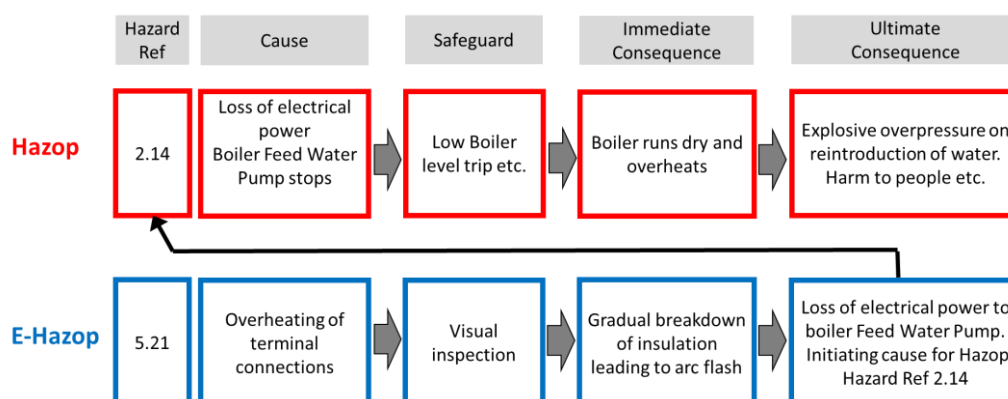 Hazard
Ref
Cause
Safeguard
Immediate
Consequence
Ultimate
Consequence
Hazop
2.14
Loss of electrical
power
Boiler Feed Water
Pump stops
Low Boiler
level trip etc.
Boiler runs dry and
overheats
Explosive overpressure on
reintroduction of water.
Harm to people etc.
E-Hazop
5.21
Overheating of
terminal
connections
Visual
inspection
Gradual breakdown
of insulation
leading to arc flash
Loss of electrical power to
boiler Feed Water Pump.
Initiating cause for Hazop
Hazard Ref 2.14